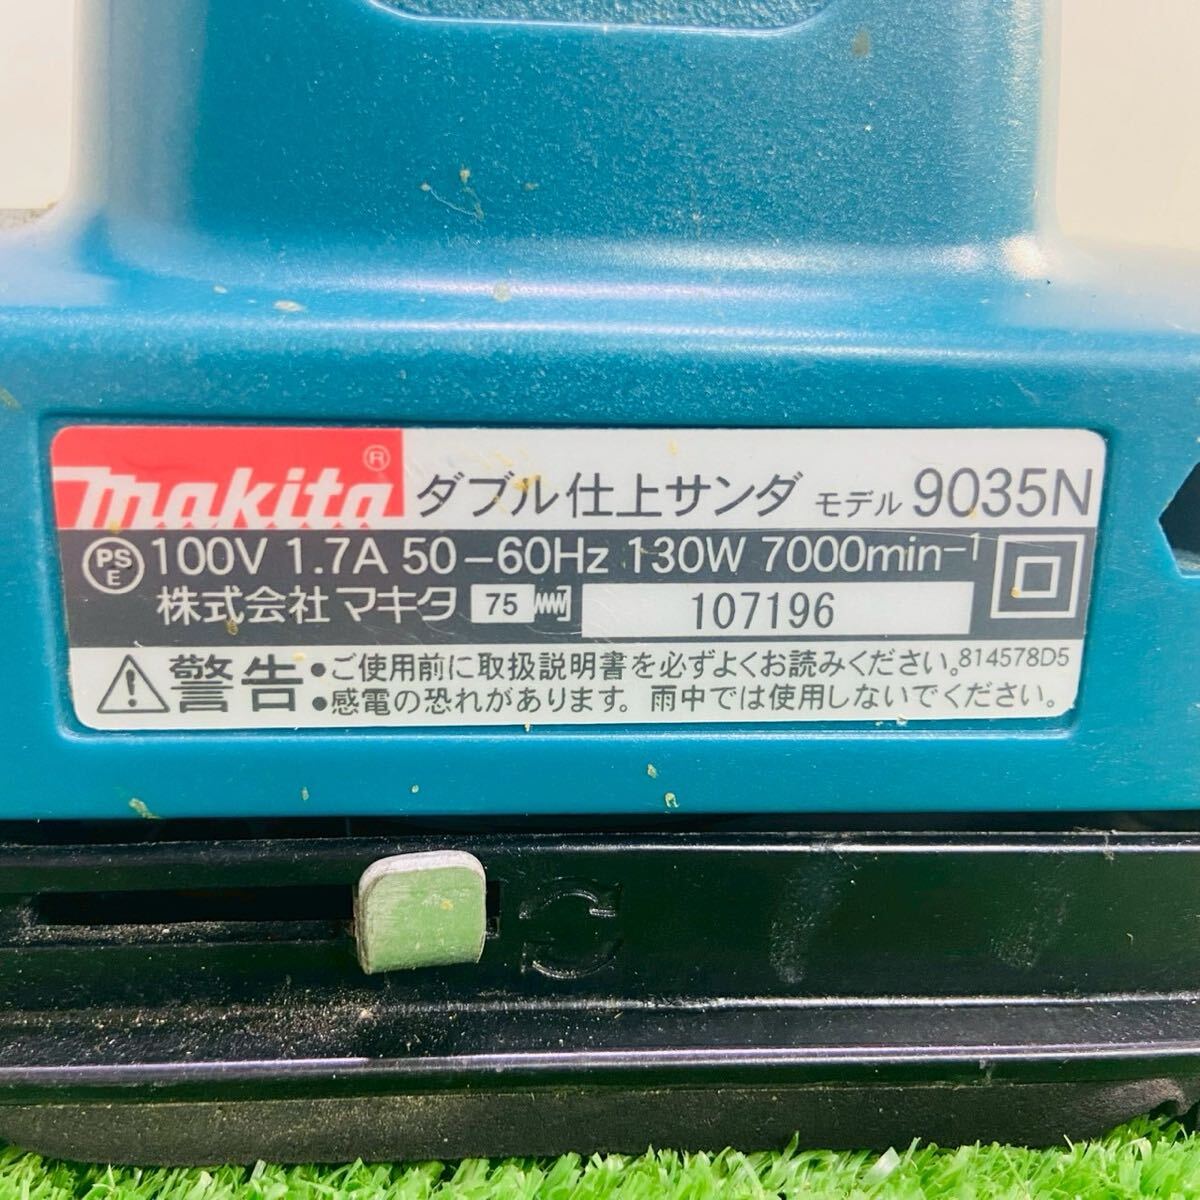 makita® ダブル仕上サンダ モデル 9035N
PSE 100V 1.7A 50-60Hz 130W 7000min-1
株式会社マキタ 75 107196
警告 •ご使用前に取扱説明書を必ずよくお読みください。814578D5
•感電の恐れがあります。雨中では使用しないでください。